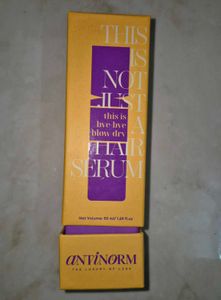 THIS
IS
NOT
JUST
this is
bye-bye
blow dry
A
HAIR
SERUM
Net Volume: 50 ml/ 1.69 fl.oz
antinorm
THE LUXURY OF LESS